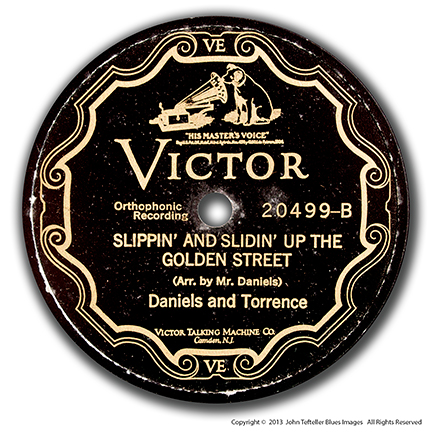 VE
"HIS MASTER'S VOICE"
VICTOR
Orthophonic
Recording
20499-B
SLIPPIN' AND SLIDIN' UP THE
GOLDEN STREET
(Arr. by Mr. Daniels)
Daniels and Torrence
VICTOR TALKING MACHINE CO.
Camden, N.J.
VE
Copyright © 2013 John Tefteller Blues Images All Rights Reserved